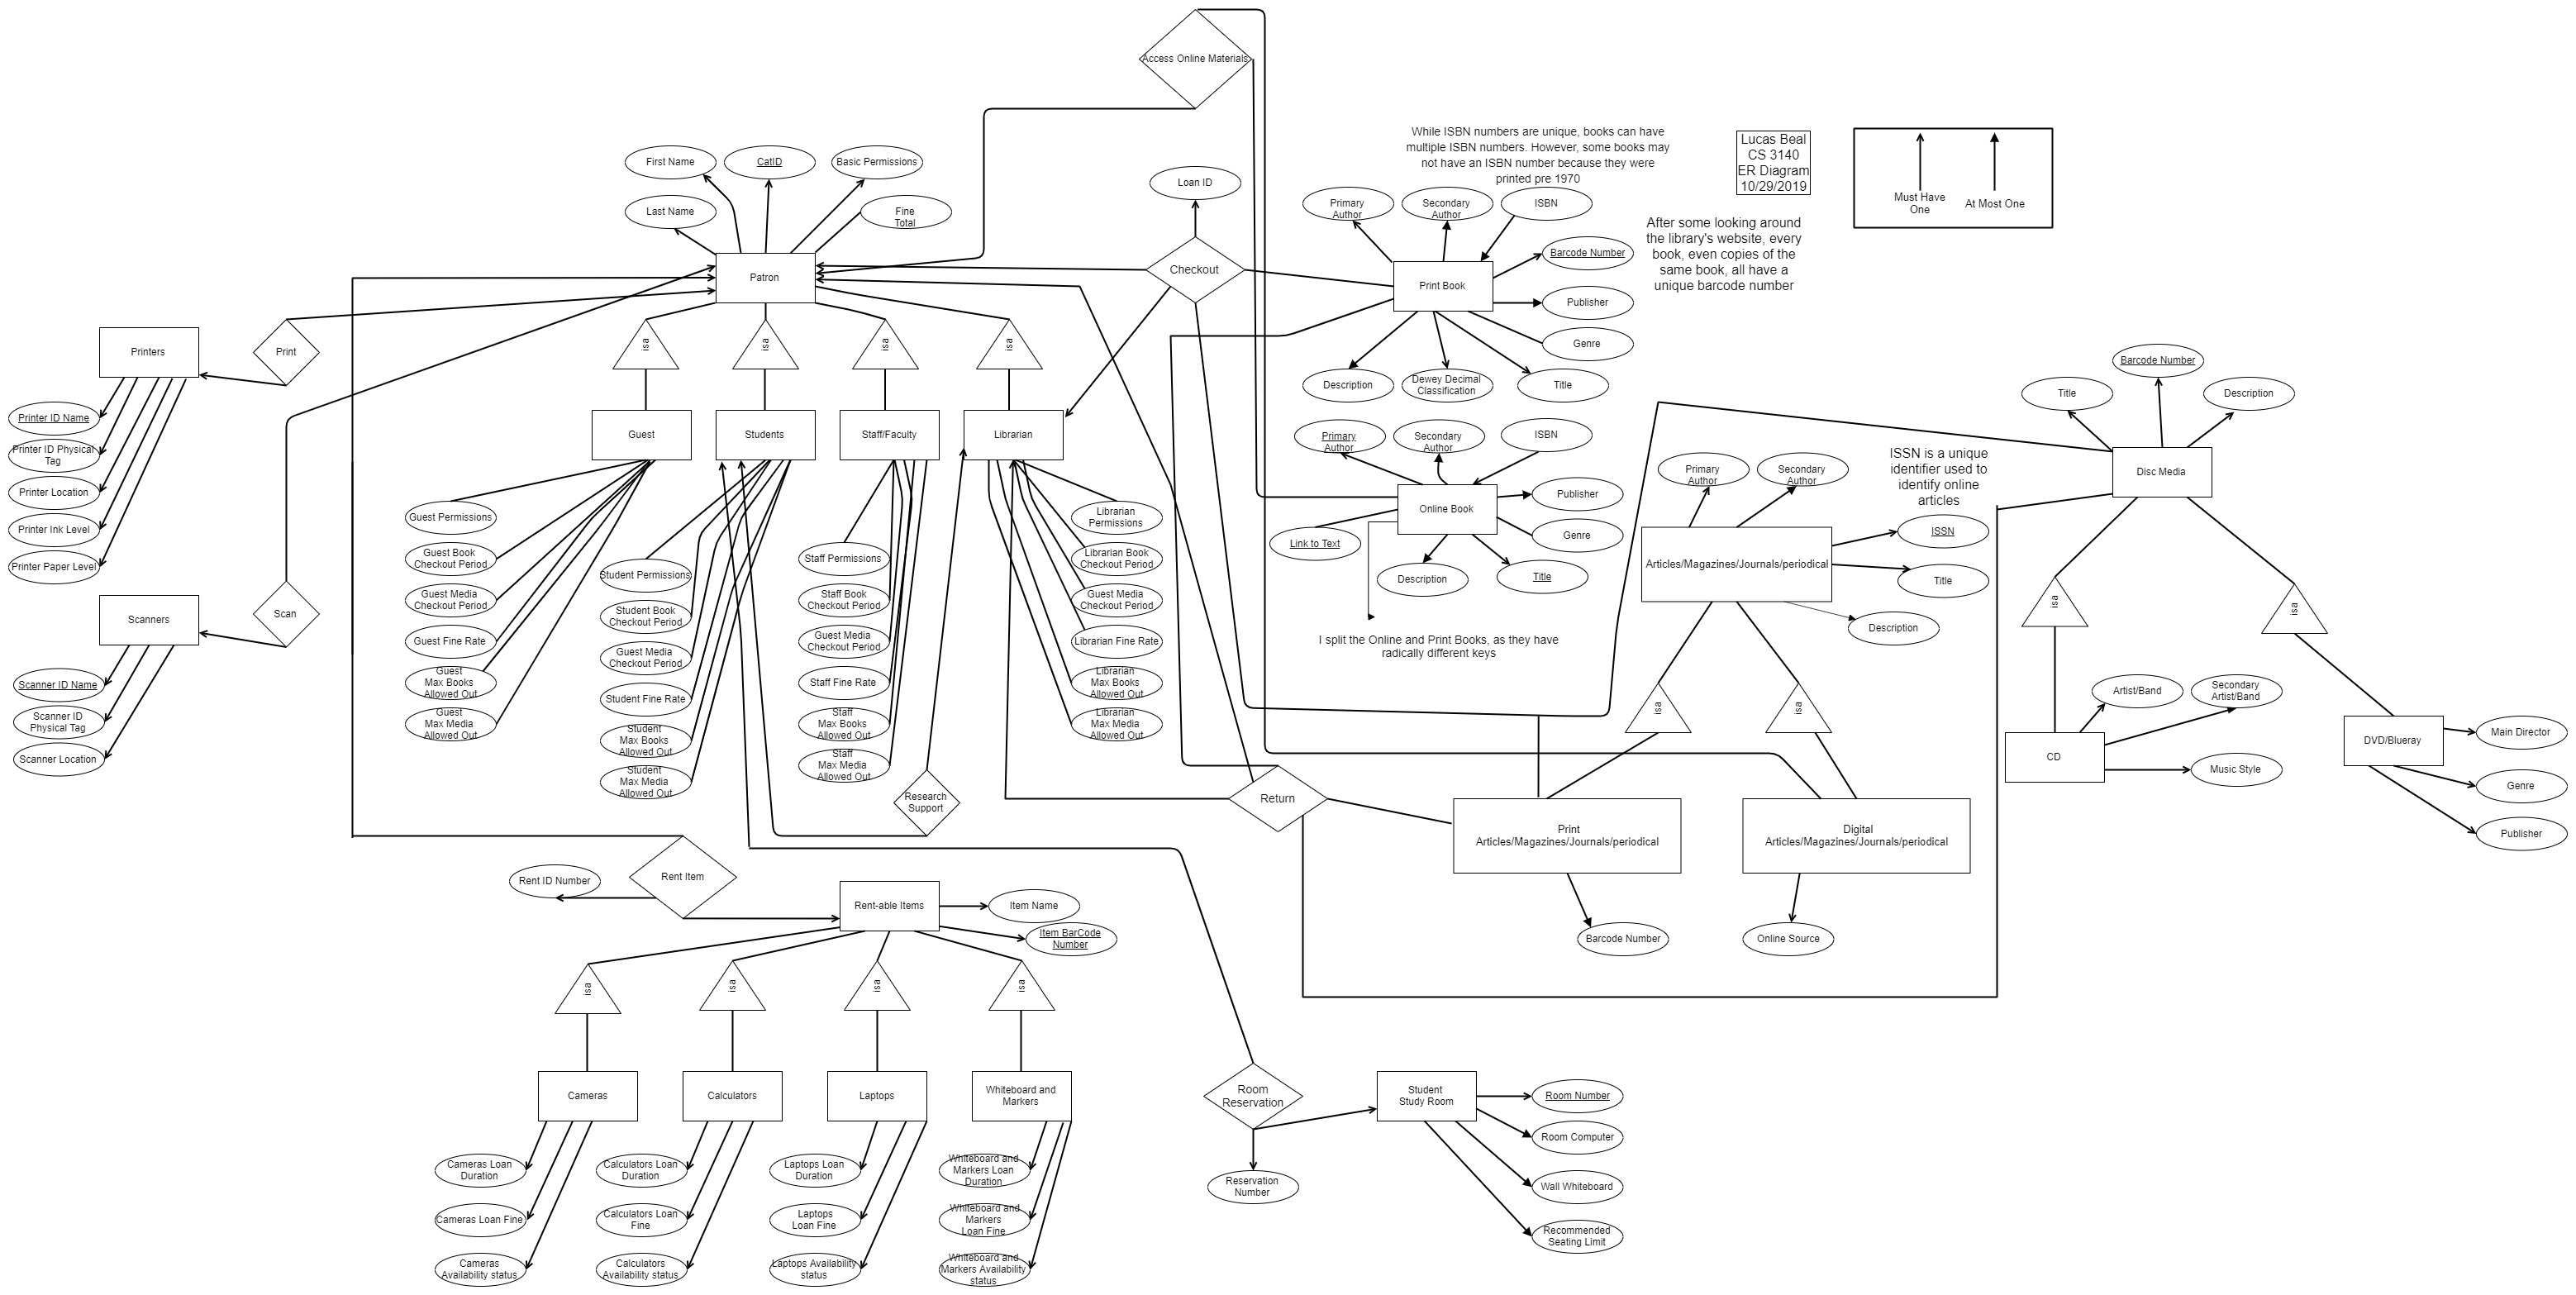 Access Online Materials
While ISBN numbers are unique, books can have
multiple ISBN numbers. However, some books may
not have an ISBN number because they were
printed pre 1970
Lucas Beal
CS 3140
ER Diagram
10/29/2019
Must Have
One
At Most One
First Name
CatID
Basic Permissions
Last Name
Fine
Total
Patron
Loan ID
Checkout
Primary
Author
Secondary
Author
ISBN
Barcode Number
Print Book
Publisher
Genre
Description
Dewey Decimal
Classification
Title
After some looking around
the library's website, every
book, even copies of the
same book, all have a
unique barcode number
Printers
Print
Printer ID Name
Printer ID Physical
Tag
Printer Location
Printer Ink Level
Printer Paper Level
Scanners
Scan
Scanner ID Name
Scanner ID
Physical Tag
Scanner Location
isa
isa
isa
isa
Guest
Students
Staff/Faculty
Librarian
Guest Permissions
Guest Book
Checkout Period
Guest Media
Checkout Period
Guest Fine Rate
Guest
Max Books
Allowed Out
Guest
Max Media
Allowed Out
Student Permissions
Student Book
Checkout Period
Guest Media
Checkout Period
Student Fine Rate
Student
Max Books
Allowed Out
Student
Max Media
Allowed Out
Staff Permissions
Staff Book
Checkout Period
Guest Media
Checkout Period
Staff Fine Rate
Staff
Max Books
Allowed Out
Staff
Max Media
Allowed Out
Librarian
Permissions
Librarian Book
Checkout Period
Guest Media
Checkout Period
Librarian Fine Rate
Librarian
Max Books
Allowed Out
Librarian
Max Media
Allowed Out
Research
Support
Primary
Author
Secondary
Author
ISBN
Online Book
Publisher
Genre
Link to Text
Description
Title
I split the Online and Print Books, as they have
radically different keys
Primary
Author
Secondary
Author
ISSN is a unique
identifier used to
identify online
articles
ISSN
Articles/Magazines/Journals/periodical
Title
Description
isa
isa
Return
Print
Articles/Magazines/Journals/periodical
Digital
Articles/Magazines/Journals/periodical
Barcode Number
Online Source
Barcode Number
Title
Description
Disc Media
isa
isa
Artist/Band
Secondary
Artist/Band
CD
Music Style
DVD/Blueray
Main Director
Genre
Publisher
Rent Item
Rent ID Number
Rent-able Items
Item Name
Item BarCode
Number
isa
isa
isa
isa
Cameras
Calculators
Laptops
Whiteboard and
Markers
Cameras Loan
Duration
Cameras Loan Fine
Cameras
Availability status
Calculators Loan
Duration
Calculators Loan
Fine
Calculators
Availability status
Laptops Loan
Duration
Laptops
Loan Fine
Laptops Availability
status
Whiteboard and
Markers Loan
Duration
Whiteboard and
Markers
Loan Fine
Whiteboard and
Markers Availability
status
Room
Reservation
Reservation
Number
Student
Study Room
Room Number
Room Computer
Wall Whiteboard
Recommended
Seating Limit